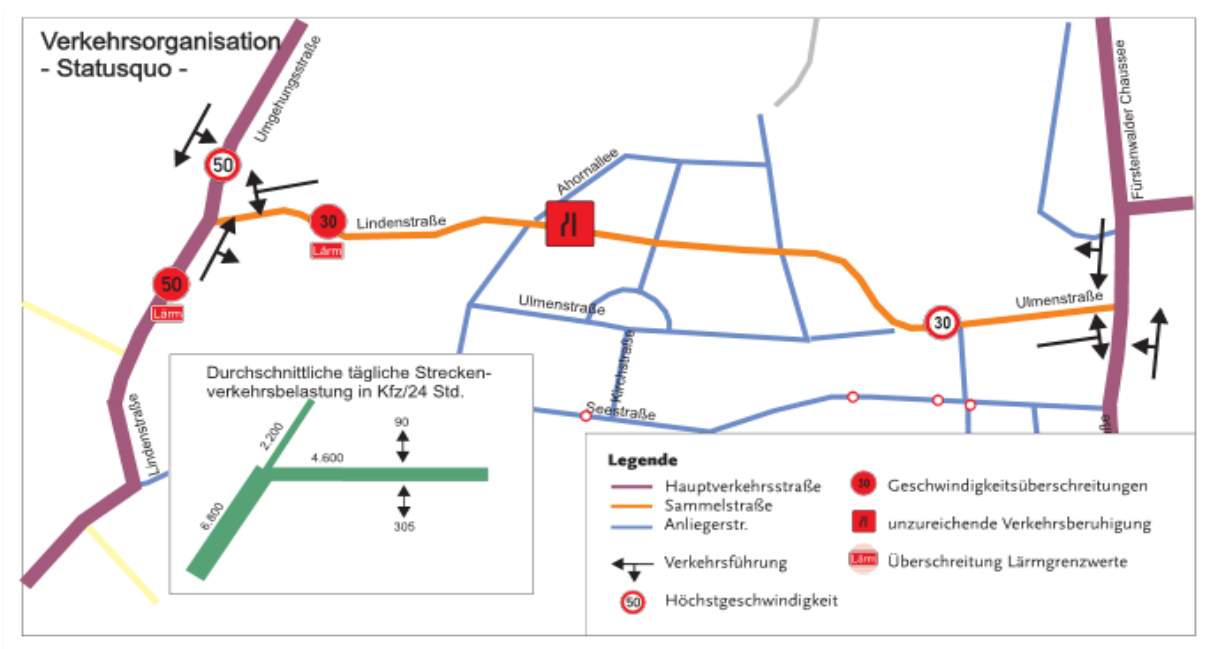 Verkehrsorganisation
- Statusquo -
Umgehungsstraße
50
30
Lärm
Lindenstraße
Ahornallee
50
Lärm
Lindenstraße
Ulmenstraße
Kirchstraße
Seestraße
30
Ulmenstraße
Fürstenwalder Chaussee
aße
Durchschnittliche tägliche Strecken-
verkehrsbelastung in Kfz/24 Std.
2.200
4.600
90
6.800
305
Legende
Hauptverkehrsstraße
Sammelstraße
Anliegerstr.
Verkehrsführung
50
Höchstgeschwindigkeit
30
Geschwindigkeitsüberschreitungen
unzureichende Verkehrsberuhigung
Lärm
Überschreitung Lärmgrenzwerte